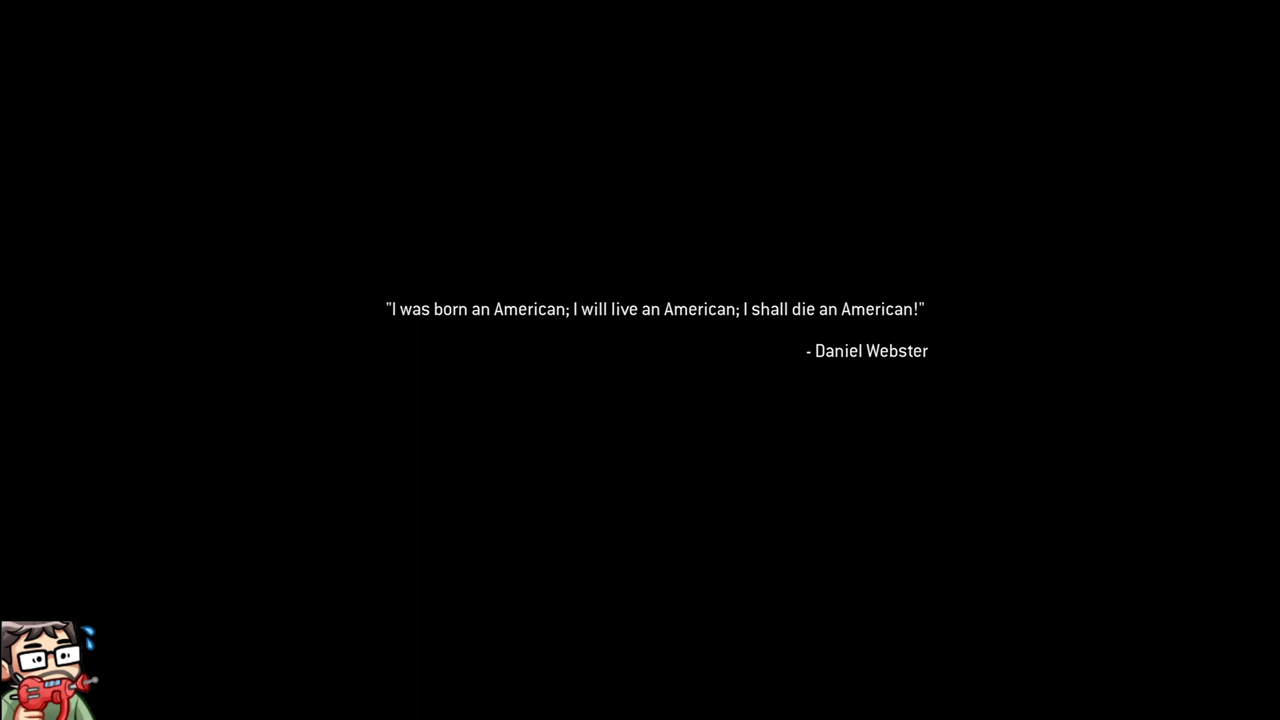 "I was born an American; I will live an American; I shall die an American!"
- Daniel Webster